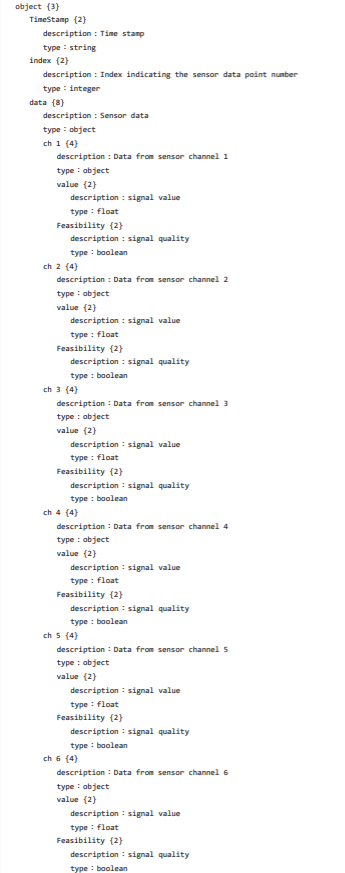 object {3}
TimeStamp {2}
description : Time stamp
type : string
index {2}
description : Index indicating the sensor data point number
type : integer
data {8}
description : Sensor data
type : object
ch 1 {4}
description : Data from sensor channel 1
type : object
value {2}
description : signal value
type : float
Feasibility {2}
description : signal quality
type : boolean
ch 2 {4}
description : Data from sensor channel 2
type : object
value {2}
description : signal value
type : float
Feasibility {2}
description : signal quality
type : boolean
ch 3 {4}
description : Data from sensor channel 3
type : object
value {2}
description : signal value
type : float
Feasibility {2}
description : signal quality
type : boolean
ch 4 {4}
description : Data from sensor channel 4
type : object
value {2}
description : signal value
type : float
Feasibility {2}
description : signal quality
type : boolean
ch 5 {4}
description : Data from sensor channel 5
type : object
value {2}
description : signal value
type : float
Feasibility {2}
description : signal quality
type : boolean
ch 6 {4}
description : Data from sensor channel 6
type : object
value {2}
description : signal value
type : float
Feasibility {2}
description : signal quality
type : boolean